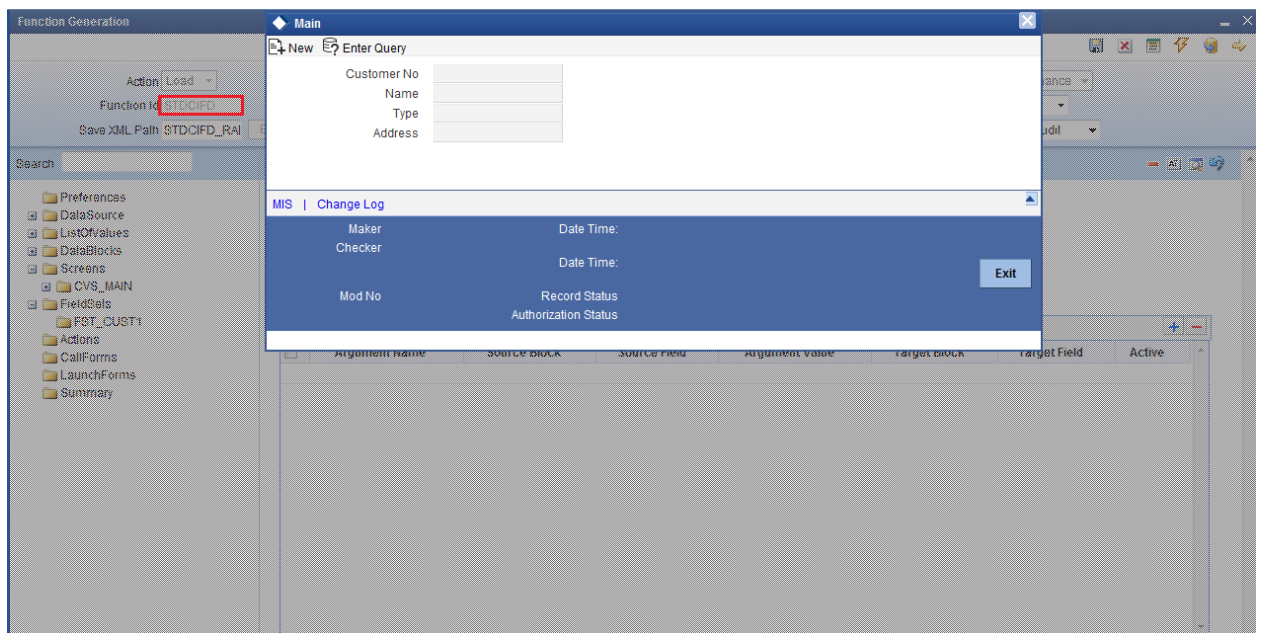 Function Generation
Main
New Enter Query
Action Load
Function Id STDCIFD
Save XML Path STDCIFD_RAI
Customer No
Name
Type
Address
Search
Preferences
DataSource
ListOfValues
DataBlocks
Screens
CVS_MAIN
FieldSets
FST_CUST1
Actions
CallForms
LaunchForms
Summary
MIS | Change Log
Maker Date Time:
Checker
Date Time:
Exit
Mod No Record Status
Authorization Status
Argument Name Source Block Source Field Argument Value Target Block Target Field Active